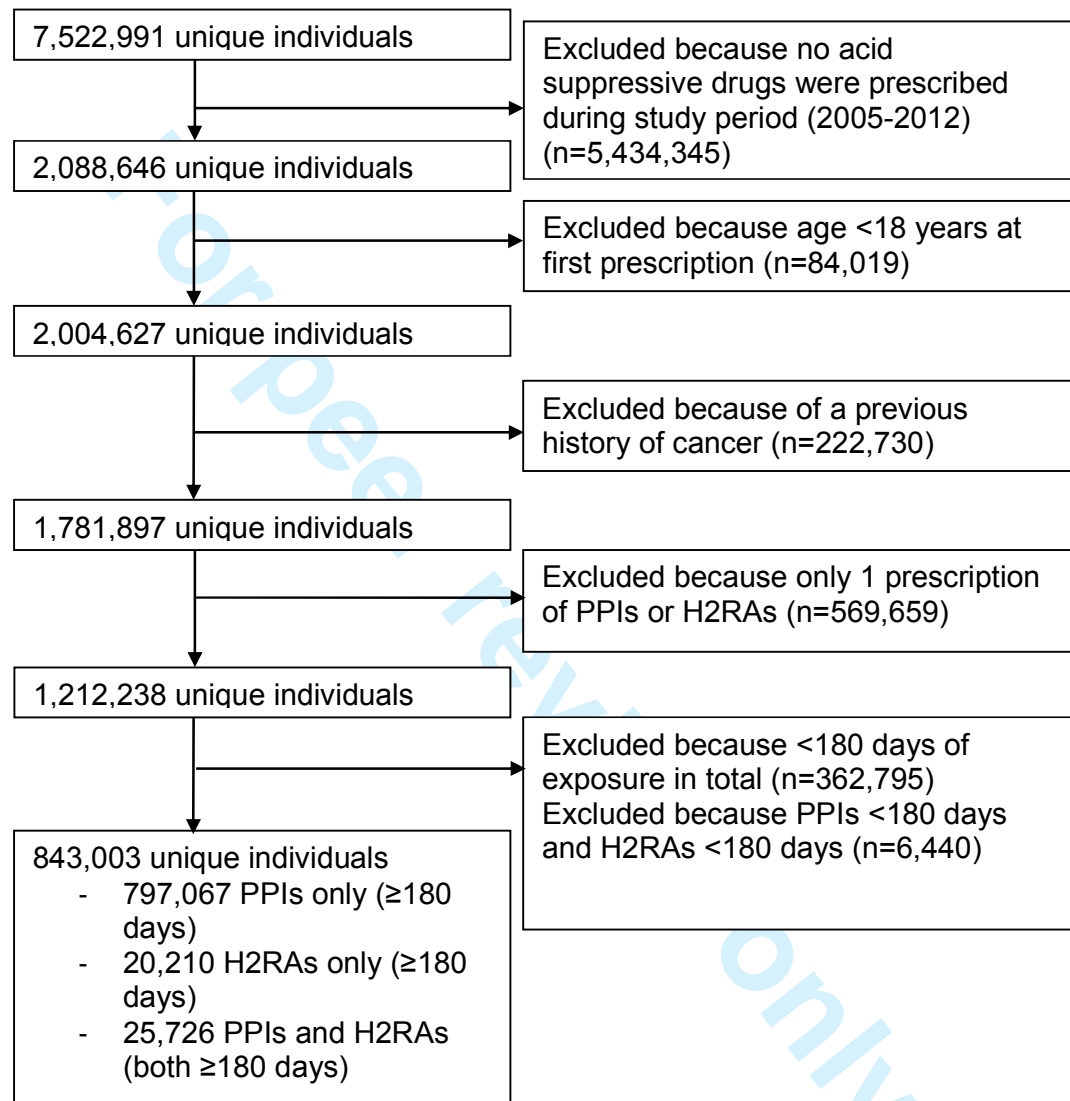 7,522,991 unique individuals
Excluded because no acid
suppressive drugs were prescribed
during study period (2005-2012)
(n=5,434,345)
2,088,646 unique individuals
Excluded because age <18 years at
first prescription (n=84,019)
2,004,627 unique individuals
Excluded because of a previous
history of cancer (n=222,730)
1,781,897 unique individuals
Excluded because only 1 prescription
of PPIs or H2RAs (n=569,659)
1,212,238 unique individuals
Excluded because <180 days of
exposure in total (n=362,795)
Excluded because PPIs <180 days
and H2RAs <180 days (n=6,440)
843,003 unique individuals
- 797,067 PPIs only (≥180
days)
- 20,210 H2RAs only (≥180
days)
- 25,726 PPIs and H2RAs
(both ≥180 days)
For peer review only